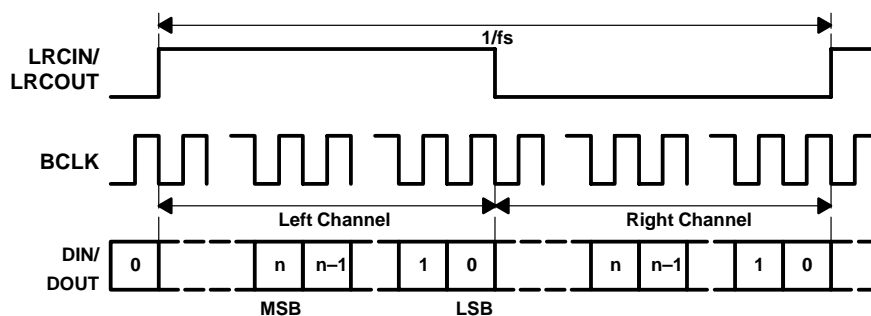 1/fs
LRCIN/
LRCOUT
BCLK
Left Channel Right Channel
DIN/
DOUT
0 n n–1 1 0 n n–1 1 0
MSB LSB